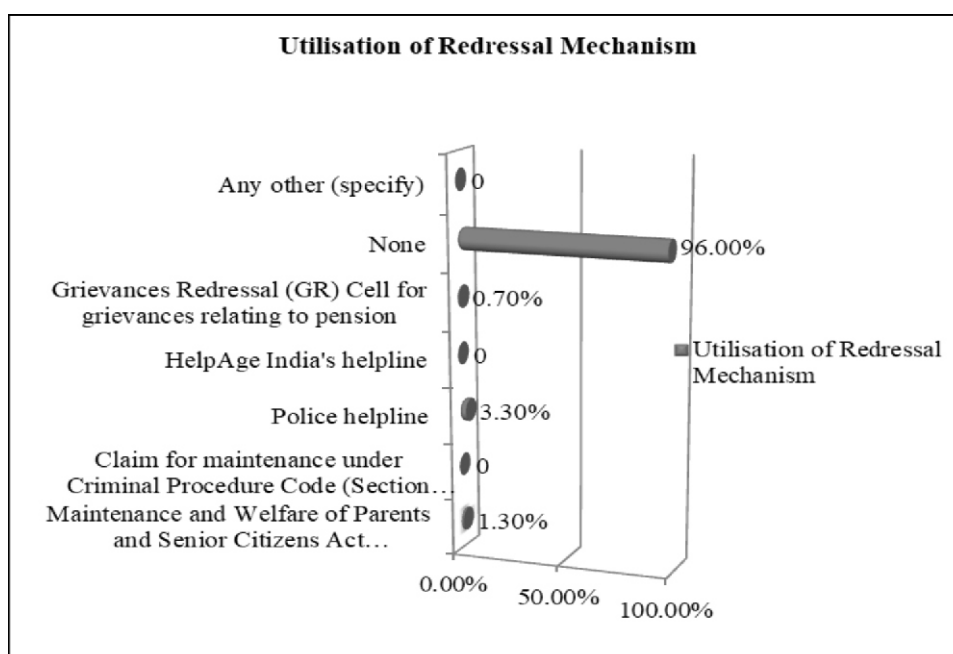 Utilisation of Redressal Mechanism
Any other (specify)
0
None
96.00%
Grievances Redressal (GR) Cell for
grievances relating to pension
0.70%
HelpAge India's helpline
0
Police helpline
3.30%
Claim for maintenance under
Criminal Procedure Code (Section…
0
Maintenance and Welfare of Parents
and Senior Citizens Act…
1.30%
0.00%
50.00%
100.00%
Utilisation of Redressal
Mechanism